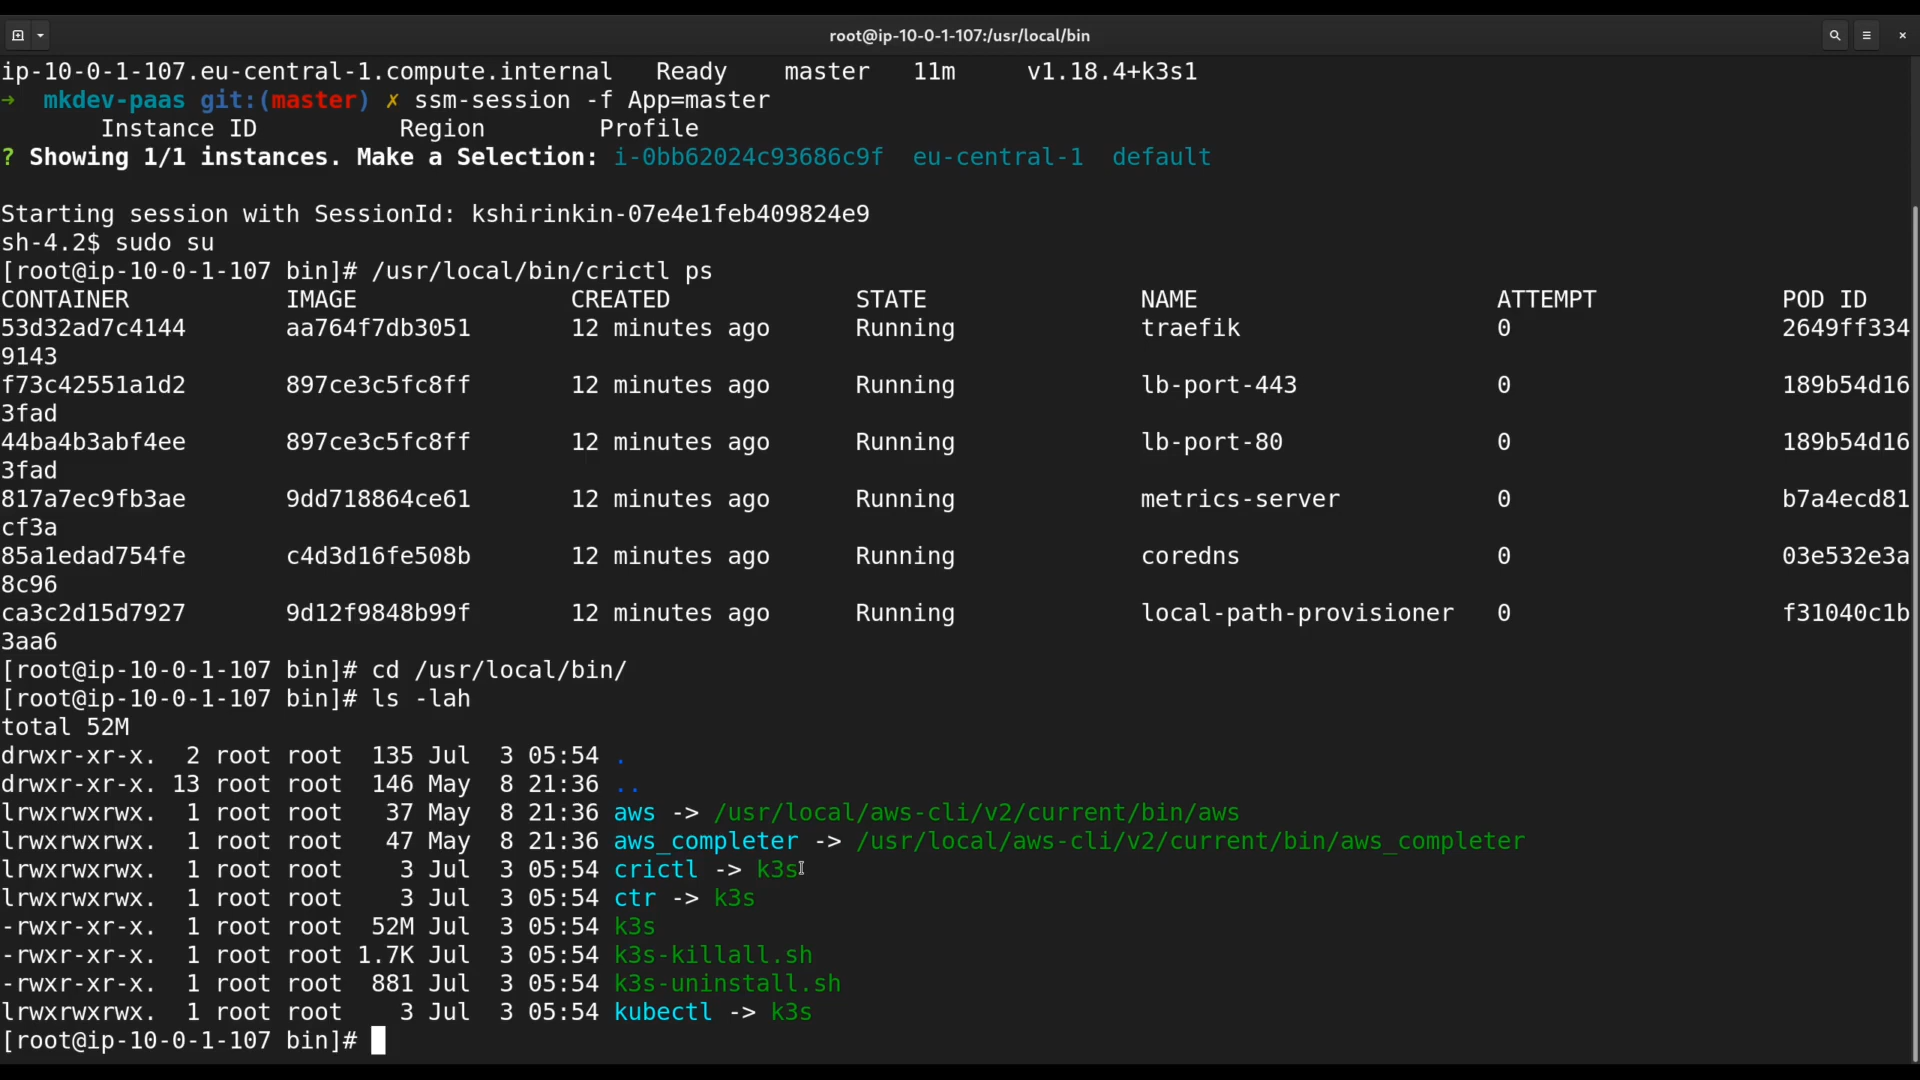 root@ip-10-0-1-107:/usr/local/bin
ip-10-0-1-107.eu-central-1.compute.internal   Ready    master   11m     v1.18.4+k3s1
→  mkdev-paas git:(master) ✗ ssm-session -f App=master
       Instance ID          Region        Profile
? Showing 1/1 instances. Make a Selection: i-0bb62024c93686c9f  eu-central-1  default
Starting session with SessionId: kshirinkin-07e4e1feb409824e9
sh-4.2$ sudo su
[root@ip-10-0-1-107 bin]# /usr/local/bin/crictl ps
CONTAINER           IMAGE               CREATED             STATE               NAME                     ATTEMPT             POD ID
53d32ad7c4144       aa764f7db3051       12 minutes ago      Running             traefik                  0                   2649ff334
9143
f73c42551a1d2       897ce3c5fc8ff       12 minutes ago      Running             lb-port-443              0                   189b54d16
3fad
44ba4b3abf4ee       897ce3c5fc8ff       12 minutes ago      Running             lb-port-80               0                   189b54d16
3fad
817a7ec9fb3ae       9dd718864ce61       12 minutes ago      Running             metrics-server           0                   b7a4ecd81
cf3a
85a1edad754fe       c4d3d16fe508b       12 minutes ago      Running             coredns                  0                   03e532e3a
8c96
ca3c2d15d7927       9d12f9848b99f       12 minutes ago      Running             local-path-provisioner   0                   f31040c1b
3aa6
[root@ip-10-0-1-107 bin]# cd /usr/local/bin/
[root@ip-10-0-1-107 bin]# ls -lah
total 52M
drwxr-xr-x.  2 root root  135 Jul  3 05:54 .
drwxr-xr-x. 13 root root  146 May  8 21:36 ..
lrwxrwxrwx.  1 root root   37 May  8 21:36 aws -> /usr/local/aws-cli/v2/current/bin/aws
lrwxrwxrwx.  1 root root   47 May  8 21:36 aws_completer -> /usr/local/aws-cli/v2/current/bin/aws_completer
lrwxrwxrwx.  1 root root    3 Jul  3 05:54 crictl -> k3s
lrwxrwxrwx.  1 root root    3 Jul  3 05:54 ctr -> k3s
-rwxr-xr-x.  1 root root  52M Jul  3 05:54 k3s
-rwxr-xr-x.  1 root root 1.7K Jul  3 05:54 k3s-killall.sh
-rwxr-xr-x.  1 root root  881 Jul  3 05:54 k3s-uninstall.sh
lrwxrwxrwx.  1 root root    3 Jul  3 05:54 kubectl -> k3s
[root@ip-10-0-1-107 bin]#